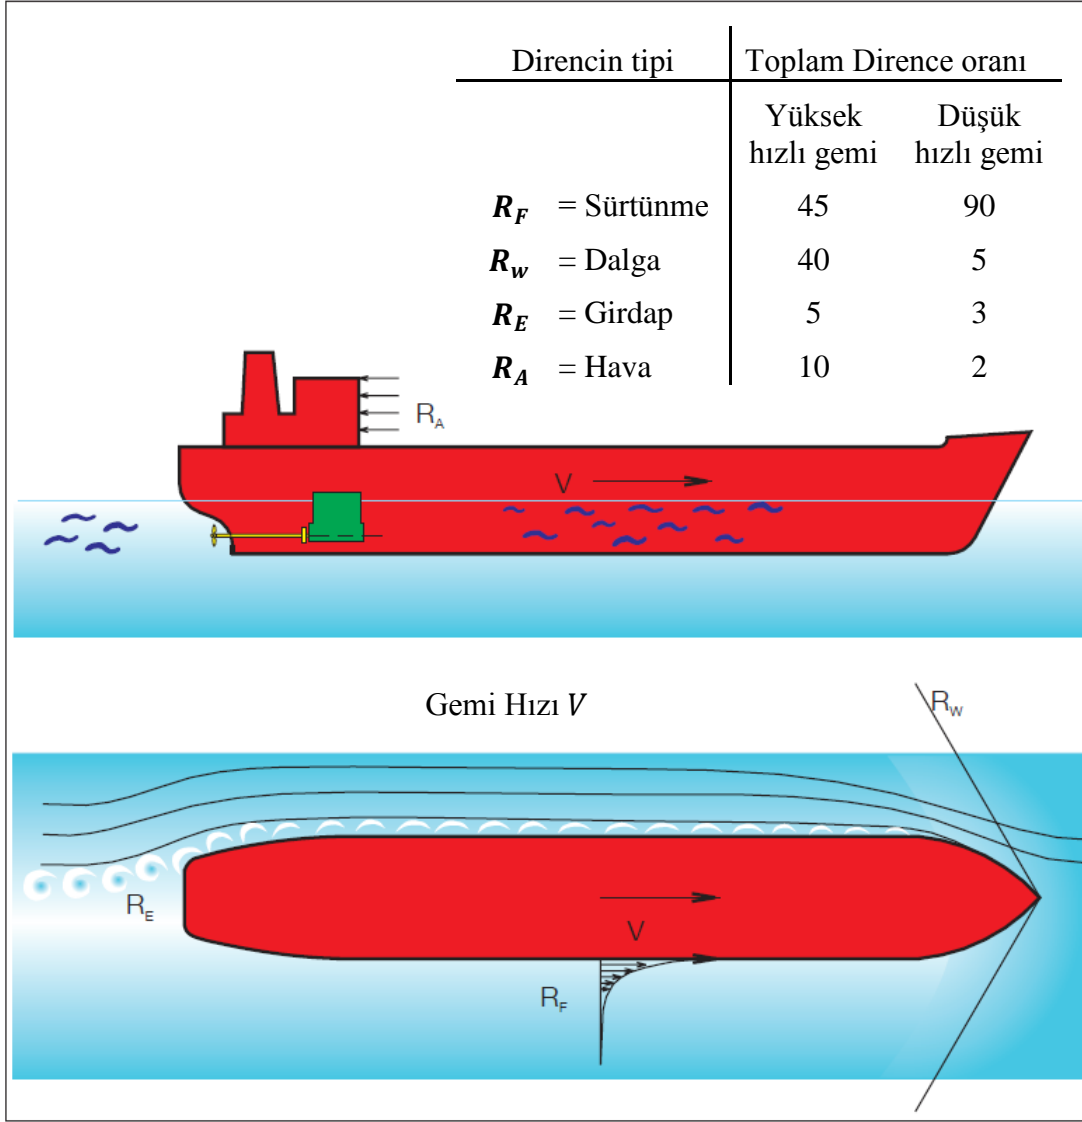 Direncin tipi Toplam Dirence oranı
Yüksek hızlı gemi Düşük hızlı gemi
R_F = Sürtünme 45 90
R_w = Dalga 40 5
R_E = Girdap 5 3
R_A = Hava 10 2
R_A
V
Gemi Hızı V
R_W
R_E
V
R_F